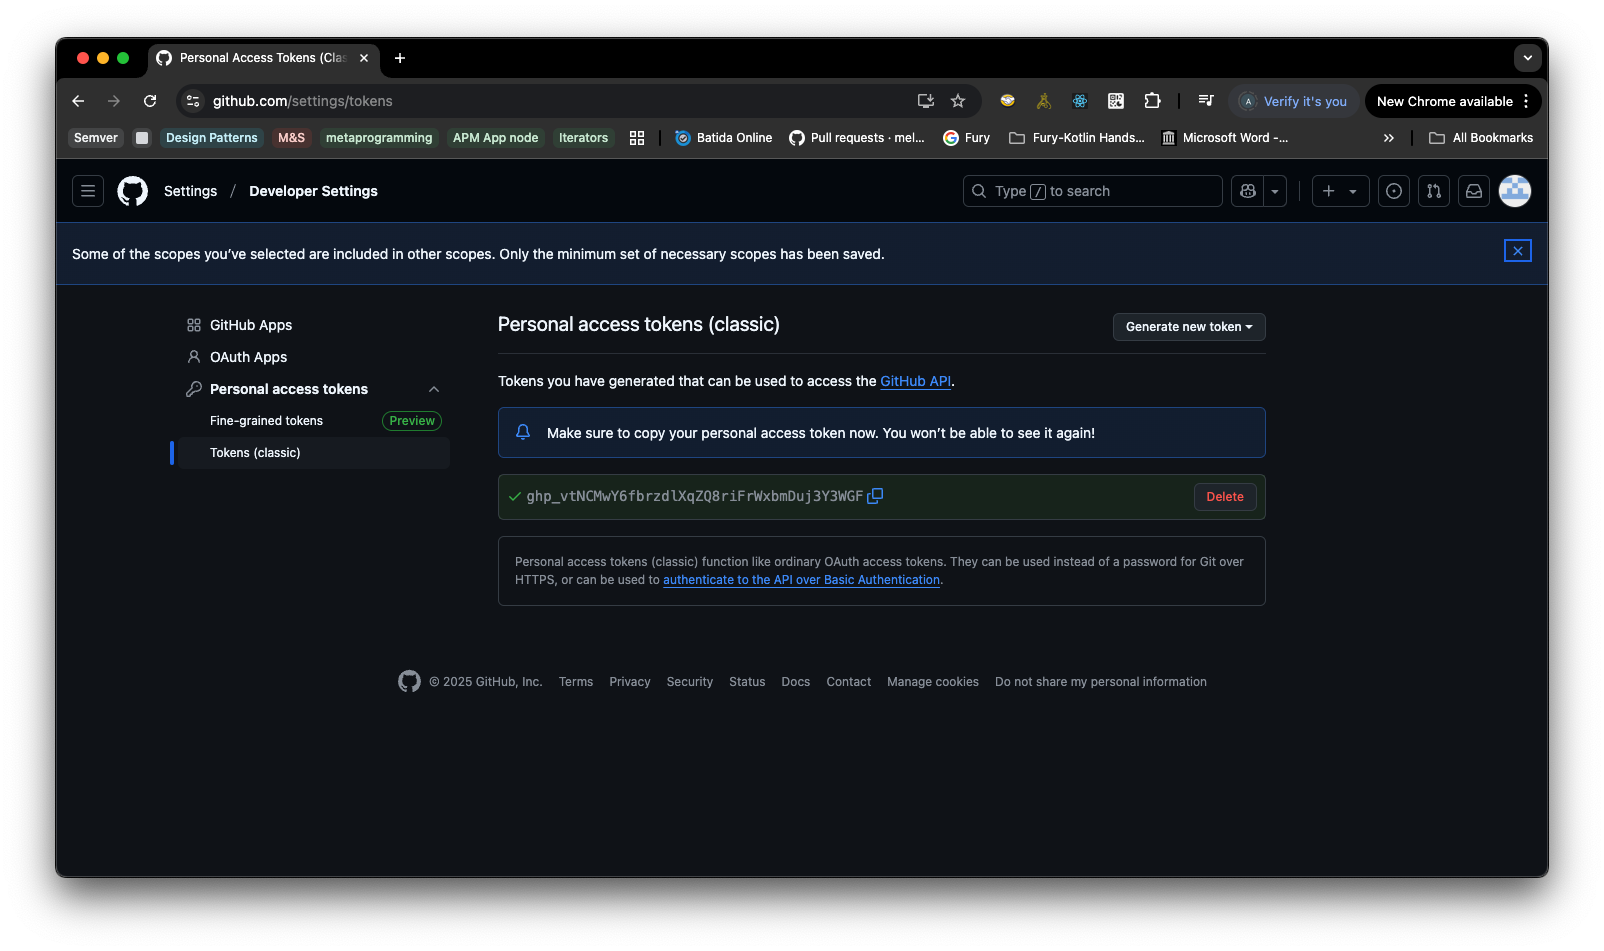 Personal Access Tokens (Clas
github.com/settings/tokens
Verify it's you
New Chrome available
Semver
Design Patterns
M&S
metaprogramming
APM App node
Iterators
Batida Online
Pull requests · mel...
Fury
Fury-Kotlin Hands...
Microsoft Word -...
All Bookmarks
Settings / Developer Settings
Type / to search
Some of the scopes you’ve selected are included in other scopes. Only the minimum set of necessary scopes has been saved.
GitHub Apps
OAuth Apps
Personal access tokens
Fine-grained tokens
Preview
Tokens (classic)
Personal access tokens (classic)
Generate new token
Tokens you have generated that can be used to access the GitHub API.
Make sure to copy your personal access token now. You won’t be able to see it again!
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
Delete
Personal access tokens (classic) function like ordinary OAuth access tokens. They can be used instead of a password for Git over
HTTPS, or can be used to authenticate to the API over Basic Authentication.
© 2025 GitHub, Inc.
Terms
Privacy
Security
Status
Docs
Contact
Manage cookies
Do not share my personal information